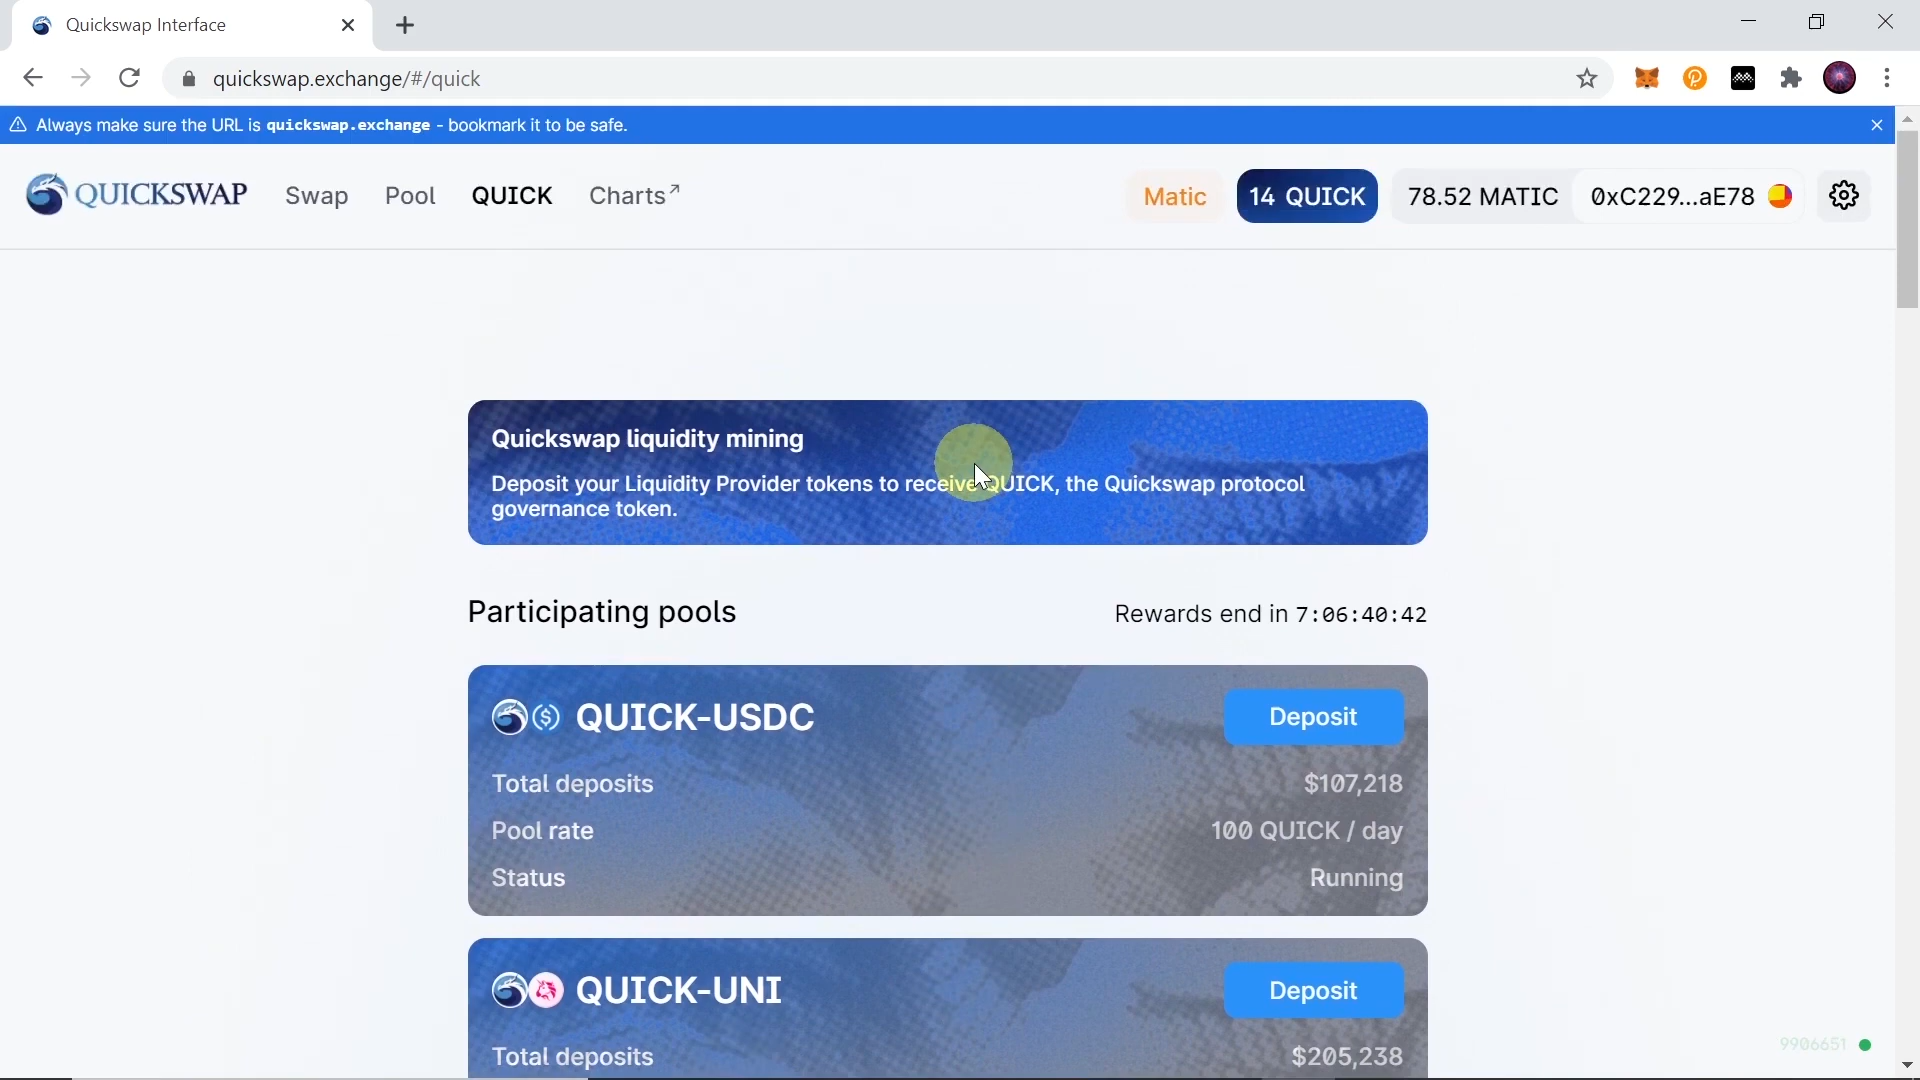 Quickswap Interface
quickswap.exchange/#/quick
Always make sure the URL is quickswap.exchange - bookmark it to be safe.
QUICKSWAP Swap Pool QUICK Charts↗ Matic 14 QUICK 78.52 MATIC 0xC229...aE78
Quickswap liquidity mining
Deposit your Liquidity Provider tokens to receive QUICK, the Quickswap protocol
governance token.
Participating pools Rewards end in 7:06:40:42
QUICK-USDC Deposit
Total deposits $107,218
Pool rate 100 QUICK / day
Status Running
QUICK-UNI Deposit
9906651
Total deposits $205,238